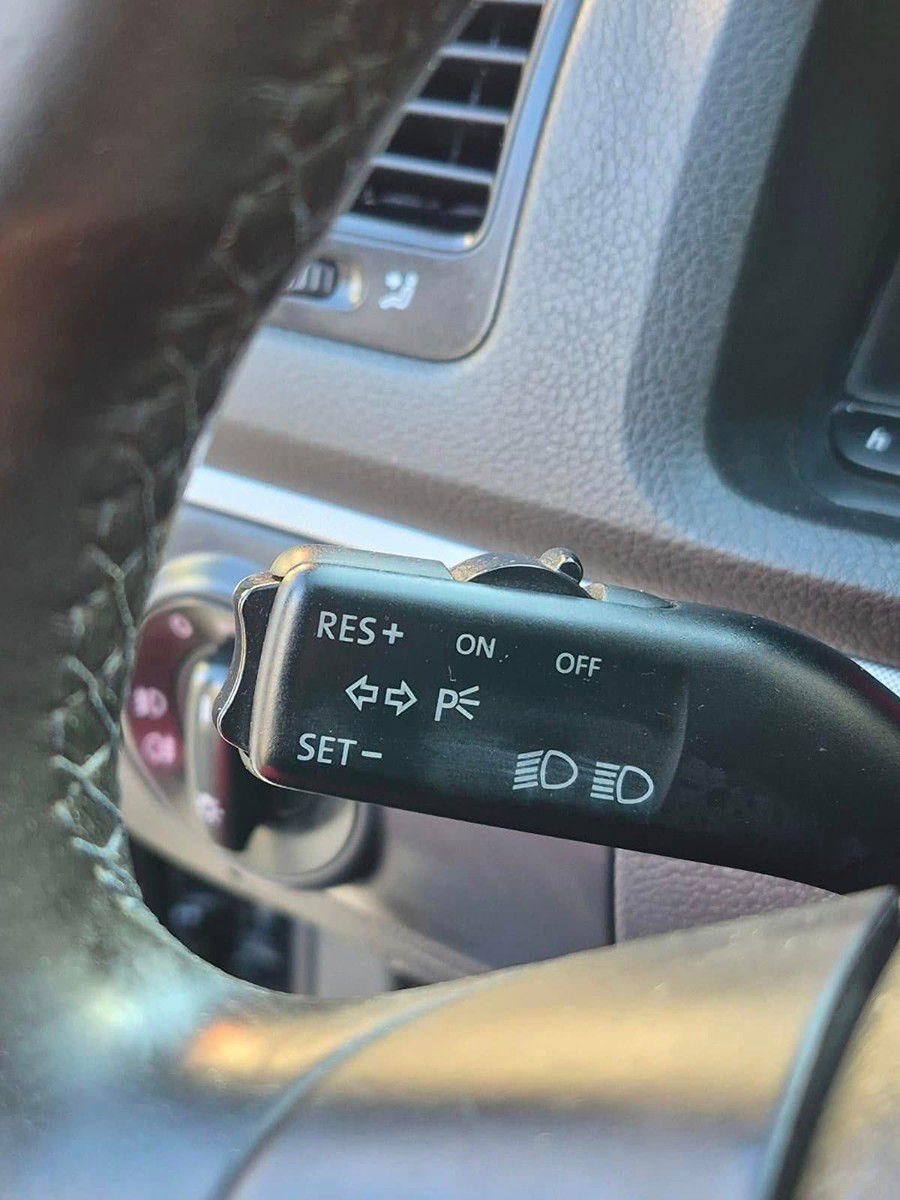 RES+
ON
OFF
P
SET−